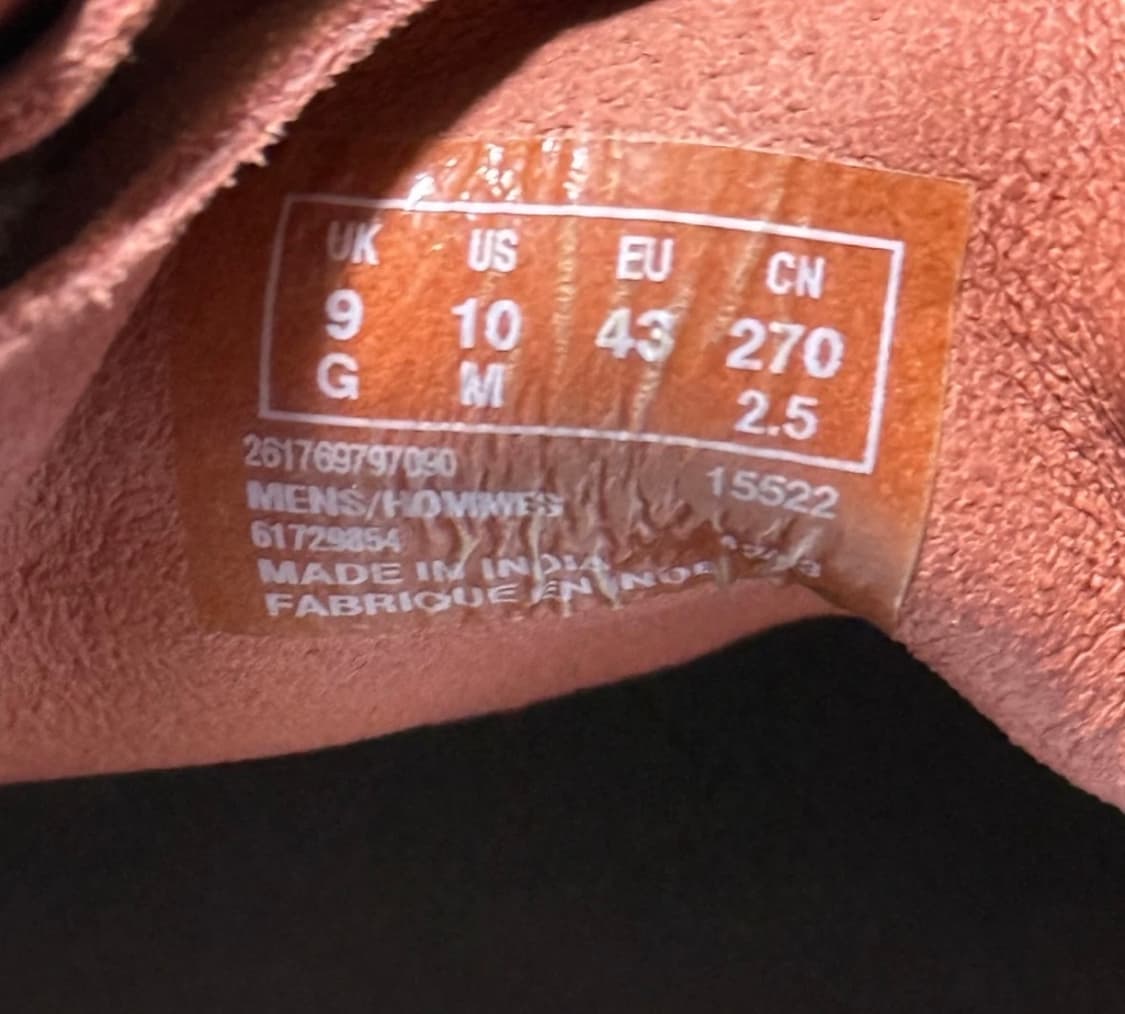 UK US EU CN
9 10 43 270
G M 2.5
261769797090 15522
MENS/HOMMES
61729854
MADE IN INDIA
FABRIQUE EN INDE